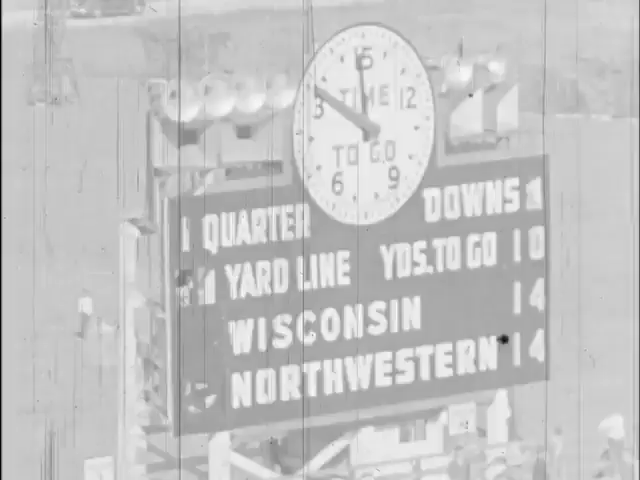 15
TIME
3 12
TO GO
6 9
1 QUARTER DOWNS 1
YARD LINE YDS. TO GO 10
WISCONSIN 14
NORTHWESTERN 14